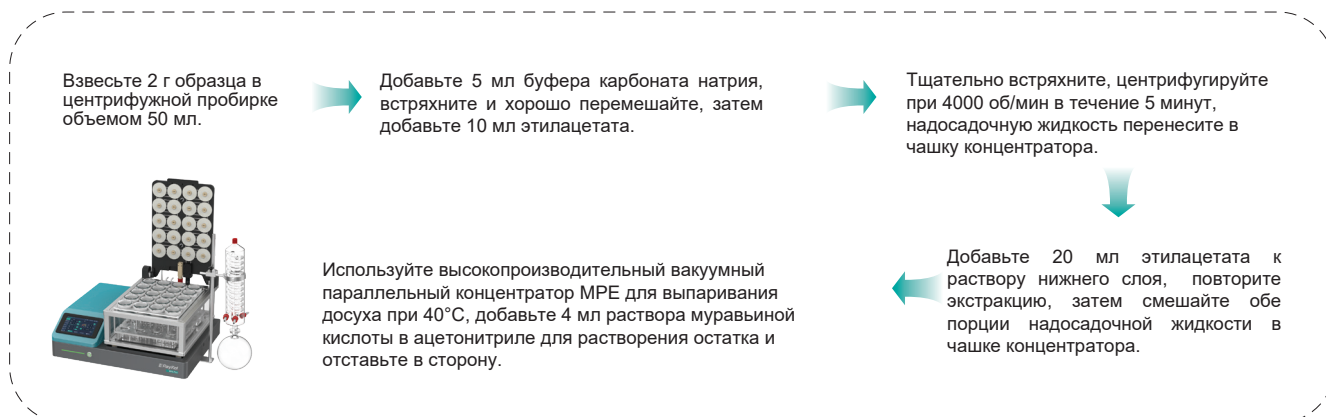 Взвесьте 2 г образца в
центрифужной пробирке
объемом 50 мл.
Добавьте 5 мл буфера карбоната натрия,
встряхните и хорошо перемешайте, затем
добавьте 10 мл этилацетата.
Тщательно встряхните, центрифугируйте
при 4000 об/мин в течение 5 минут,
надосадочную жидкость перенесите в
чашку концентратора.
Добавьте 20 мл этилацетата к
раствору нижнего слоя, повторите
экстракцию, затем смешайте обе
порции надосадочной жидкости в
чашке концентратора.
Используйте высокопроизводительный вакуумный
параллельный концентратор MPE для выпаривания
досуха при 40°C, добавьте 4 мл раствора муравьиной
кислоты в ацетонитриле для растворения остатка и
отставьте в сторону.